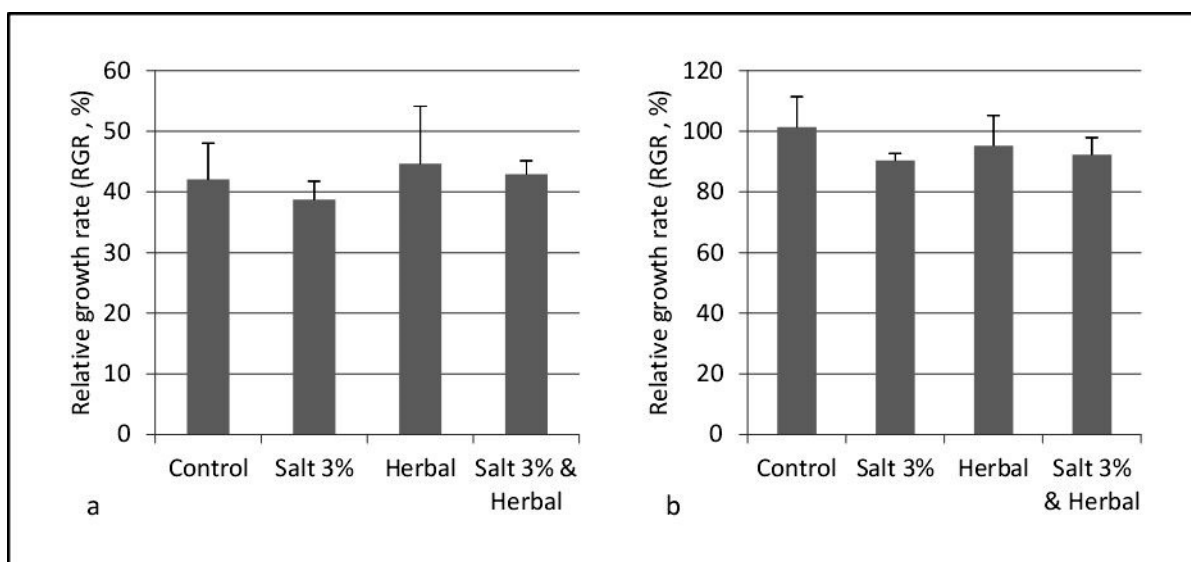 Relative growth rate (RGR , %)
60
50
40
30
20
10
0
Control
Salt 3%
Herbal
Salt 3% &
Herbal
a
Relative growth rate (RGR , %)
120
100
80
60
40
20
0
Control
Salt 3%
Herbal
Salt 3%
& Herbal
b